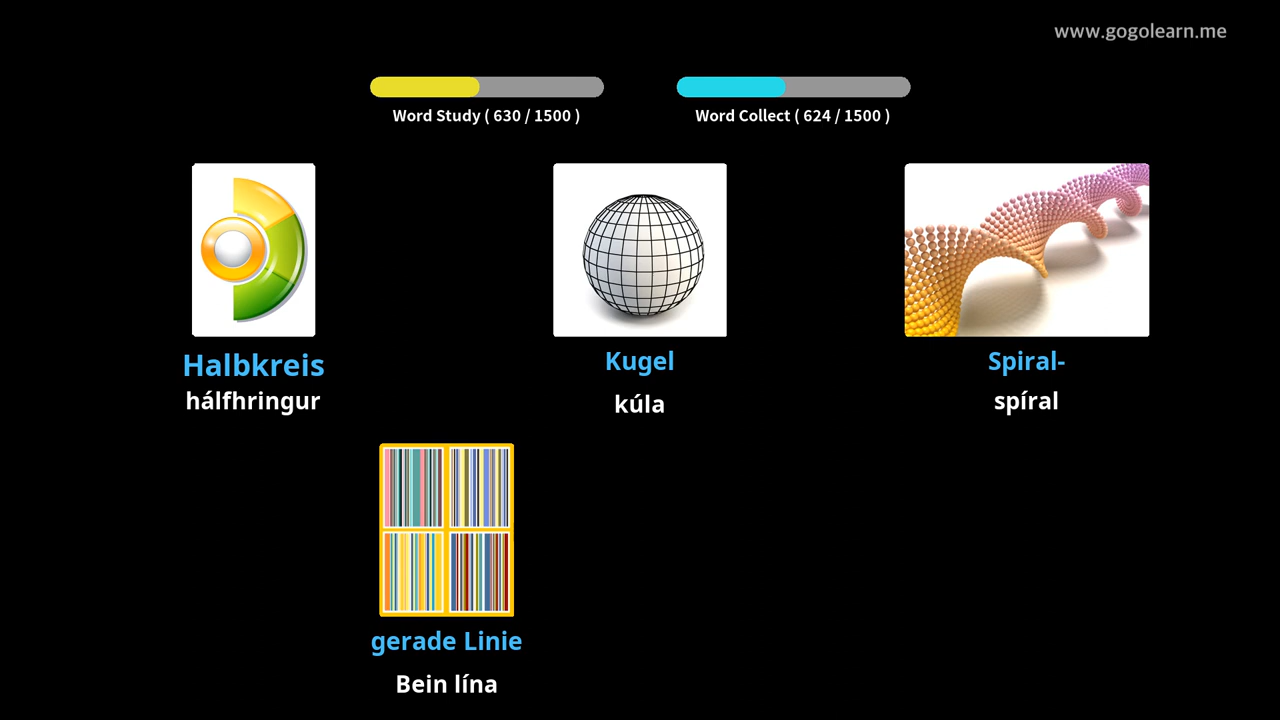 www.gogolearn.me
Word Study ( 630 / 1500 )
Word Collect ( 624 / 1500 )
Halbkreis
hálfhringur
Kugel
kúla
Spiral-
spíral
gerade Linie
Bein lína